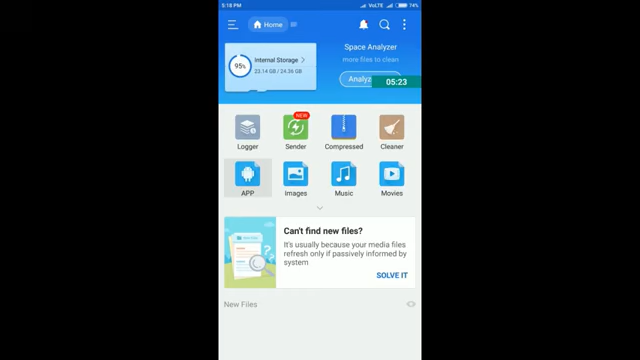 5:18 PM
VoLTE 74%
Home
95%
Internal Storage
23.14 GB / 24.36 GB
Space Analyzer
more files to clean
Analyz
05:23
NEW
Logger
Sender
Compressed
Cleaner
APP
Images
Music
Movies
Can't find new files?
It's usually because your media files
refresh only if passively informed by
system
SOLVE IT
New Files